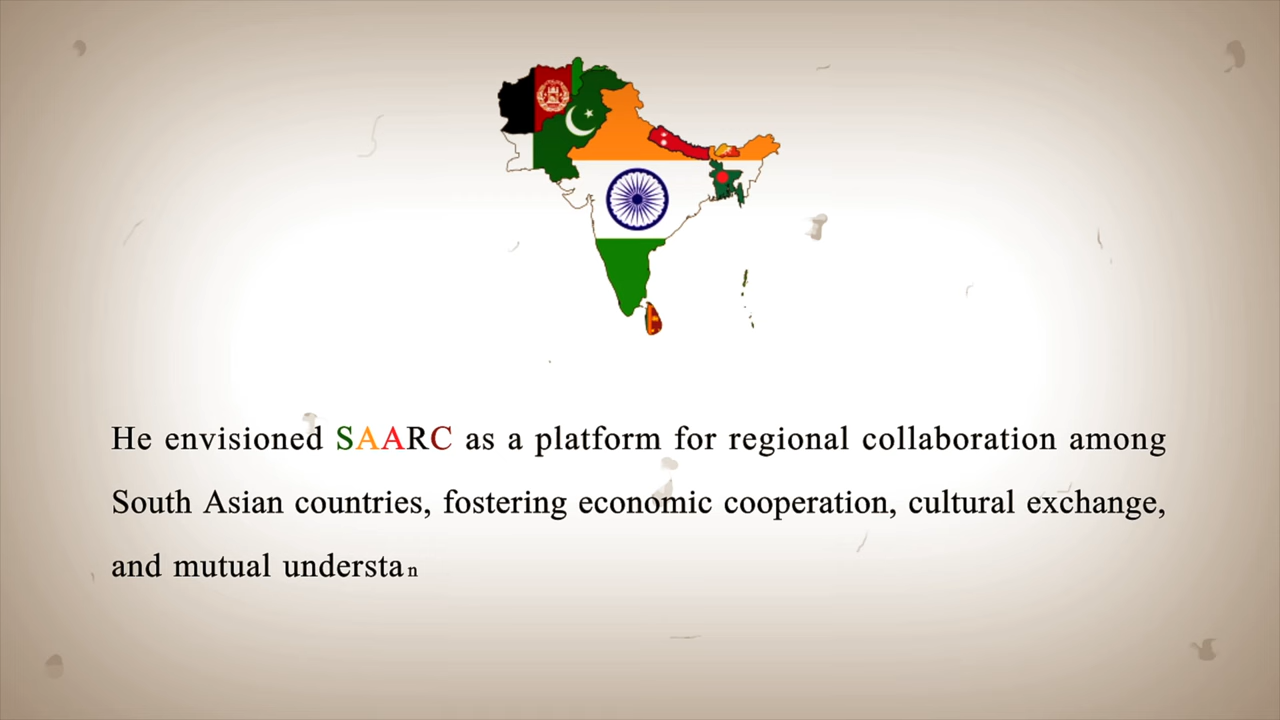 He envisioned SAARC as a platform for regional collaboration among
South Asian countries, fostering economic cooperation, cultural exchange,
and mutual understan